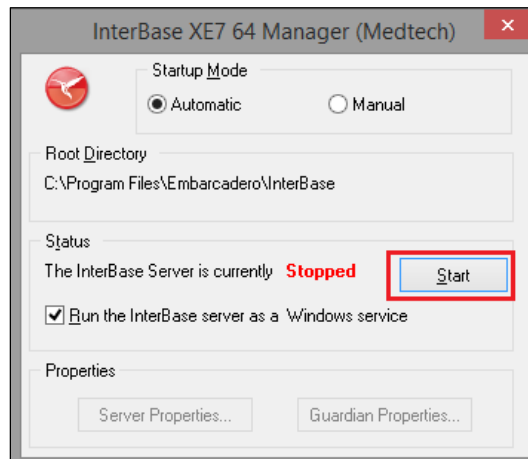 InterBase XE7 64 Manager (Medtech)
Startup Mode
Automatic Manual
Root Directory
C:\Program Files\Embarcadero\InterBase
Status
The InterBase Server is currently Stopped Start
Run the InterBase server as a Windows service
Properties
Server Properties... Guardian Properties...